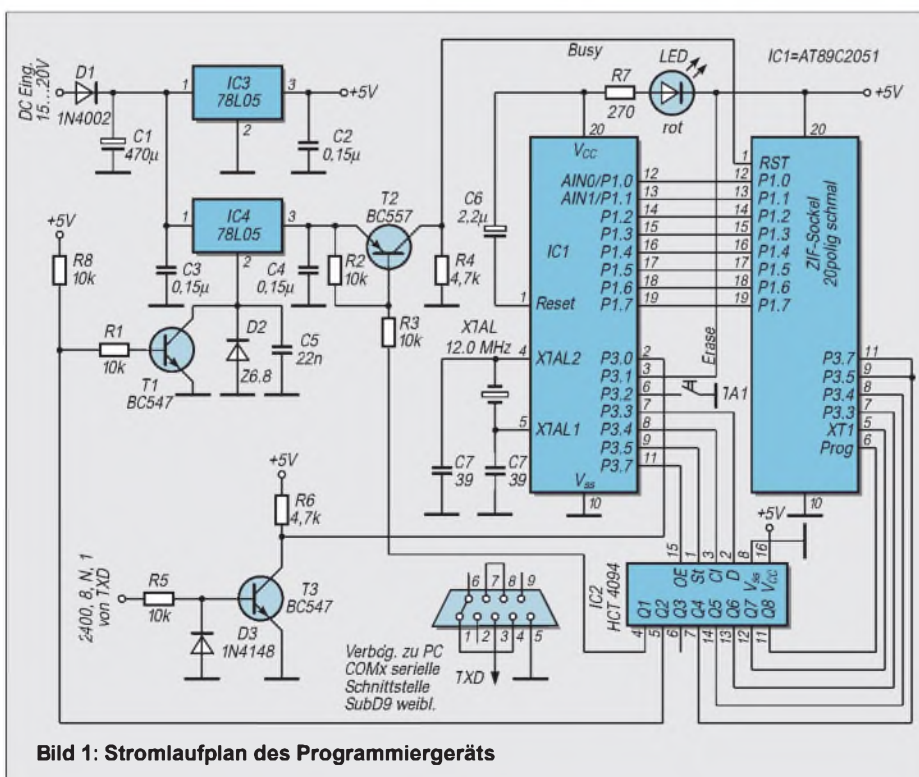 DC Eing.
15...20V
D1
1N4002
C1
470µ
1
IC3
78L05
3
2
+5V
C2
0,15µ
Busy
LED
rot
R7
270
IC1=AT89C2051
+5V
+5V
R8
10k
1
IC4
78L05
3
2
C3
0,15µ
C4
0,15µ
R2
10k
T2
BC557
R4
4,7k
R3
10k
R1
10k
T1
BC547
D2
Z6.8
C5
22n
C6
2,2µ
XTAL
12.0 MHz
C7
39
C7
39
20
Vcc
AIN0/P1.0 12
AIN1/P1.1 13
P1.2 14
P1.3 15
P1.4 16
P1.5 17
P1.6 18
P1.7 19
IC1
1 Reset
4 XTAL2
5 XTAL1
P3.0 2
P3.1 3
P3.2 6
P3.3 7
P3.4 8
P3.5 9
P3.7 11
Vss
10
Erase
TA1
20
1 RST
12 P1.0
13 P1.1
14 P1.2
15 P1.3
16 P1.4
17 P1.5
18 P1.6
19 P1.7
ZIF-Sockel
20polig schmal
P3.7 11
P3.5 9
P3.4 8
P3.3 7
XT1 5
Prog 6
10
+5V
R6
4,7k
2400, 8, N, 1
von TXD
R5
10k
T3
BC547
D3
1N4148
6 7 8 9
1 2 3 4 5
TXD
Verbdg. zu PC
COMx serielle
Schnittstelle
SubD9 weibl.
+5V
15 1 3 2 8 16
OE St Cl D Vss Vcc
IC2
HCT 4094
Q1 Q2 Q3 Q4 Q5 Q6 Q7 Q8
4 5 6 7 14 13 12 11
Bild 1: Stromlaufplan des Programmiergeräts